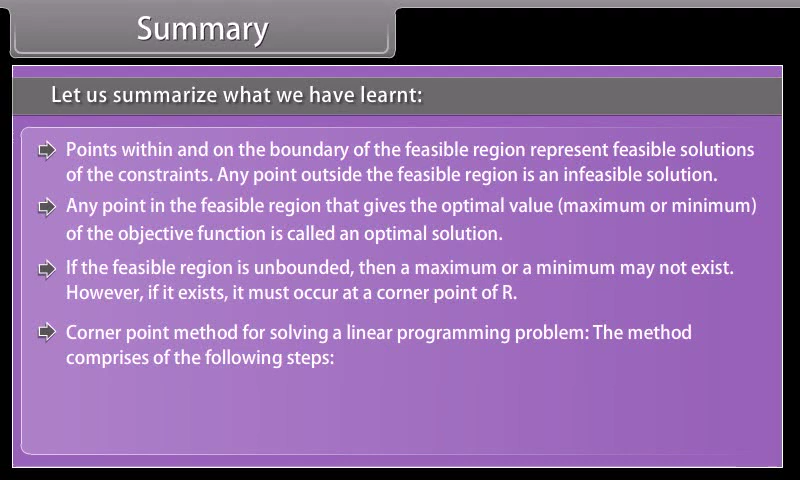 Summary
Let us summarize what we have learnt:
Points within and on the boundary of the feasible region represent feasible solutions
of the constraints. Any point outside the feasible region is an infeasible solution.
Any point in the feasible region that gives the optimal value (maximum or minimum)
of the objective function is called an optimal solution.
If the feasible region is unbounded, then a maximum or a minimum may not exist.
However, if it exists, it must occur at a corner point of R.
Corner point method for solving a linear programming problem: The method
comprises of the following steps: